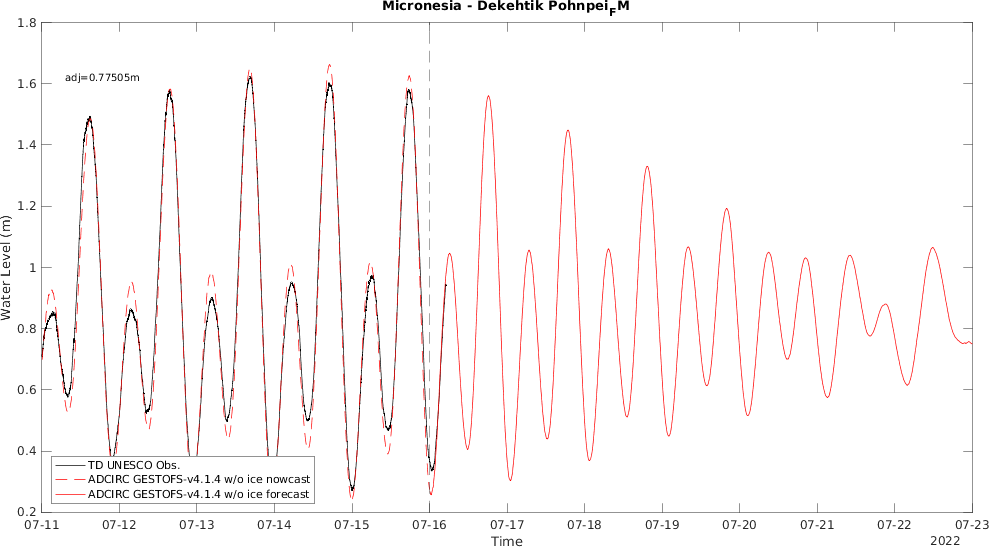 Micronesia - Dekehtik Pohnpei_FM
1.8
1.6
1.4
1.2
1
0.8
0.6
0.4
0.2
Water Level (m)
adj=0.77505m
TD UNESCO Obs.
ADCIRC GESTOFS-v4.1.4 w/o ice nowcast
ADCIRC GESTOFS-v4.1.4 w/o ice forecast
07-11 07-12 07-13 07-14 07-15 07-16 07-17 07-18 07-19 07-20 07-21 07-22 07-23
Time
2022